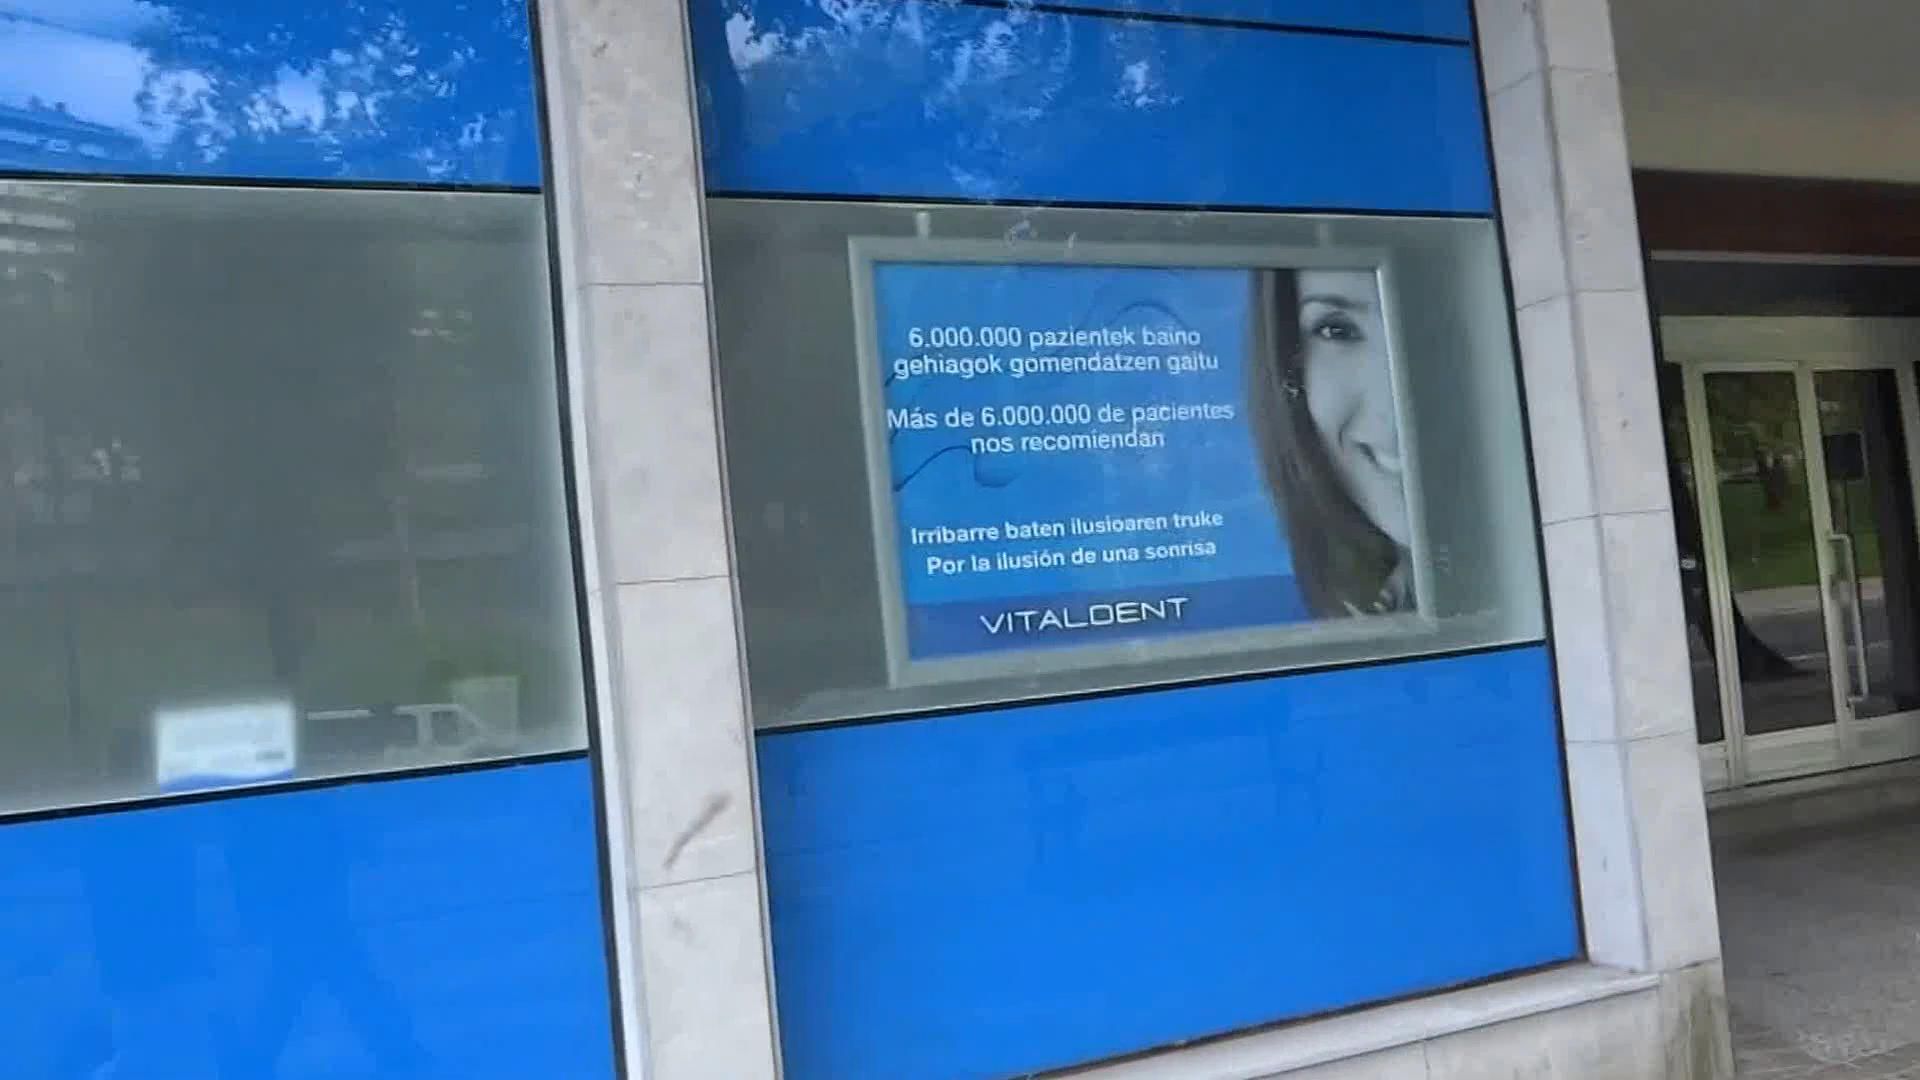 6.000.000 pazientek baino
gehiagok gomendatzen gaitu
Más de 6.000.000 de pacientes
nos recomiendan
Irribarre baten ilusioaren truke
Por la ilusión de una sonrisa
VITALDENT